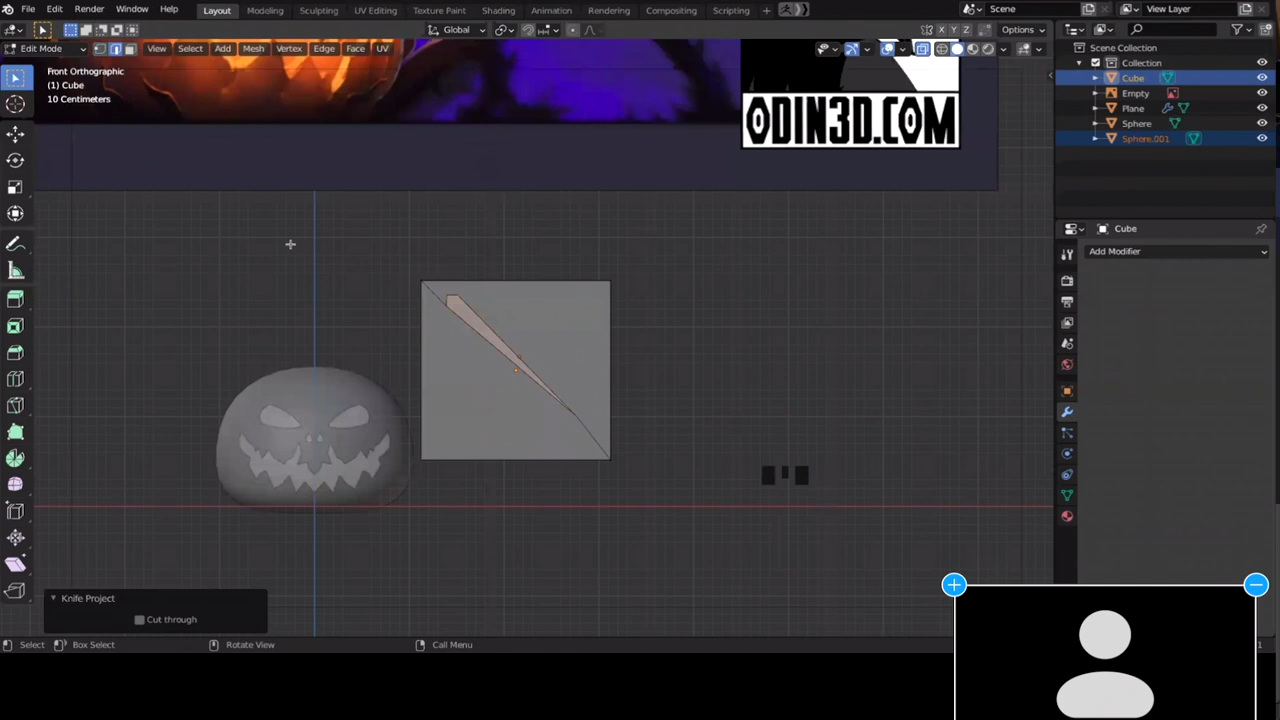 File Edit Render Window Help Layout Modeling Sculpting UV Editing Texture Paint Shading Animation Rendering Compositing Scripting + Scene View Layer
Global X Y Z Options
Edit Mode View Select Add Mesh Vertex Edge Face UV
Front Orthographic
(1) Cube
10 Centimeters
ODIN3D.COM
Scene Collection
Collection
Cube
Empty
Plane
Sphere
Sphere.001
Cube
Add Modifier
Knife Project
Cut through
Select Box Select Rotate View Call Menu